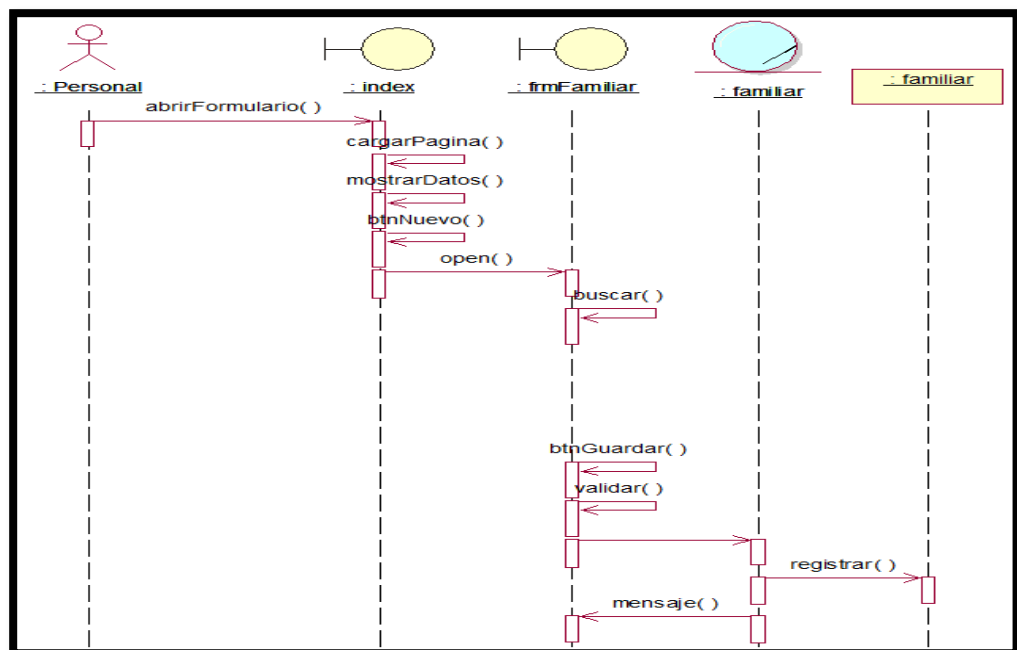 : Personal
: index
: frmFamiliar
: familiar
: familiar
abrirFormulario( )
cargarPagina( )
mostrarDatos( )
btnNuevo( )
open( )
buscar( )
btnGuardar( )
validar( )
registrar( )
mensaje( )